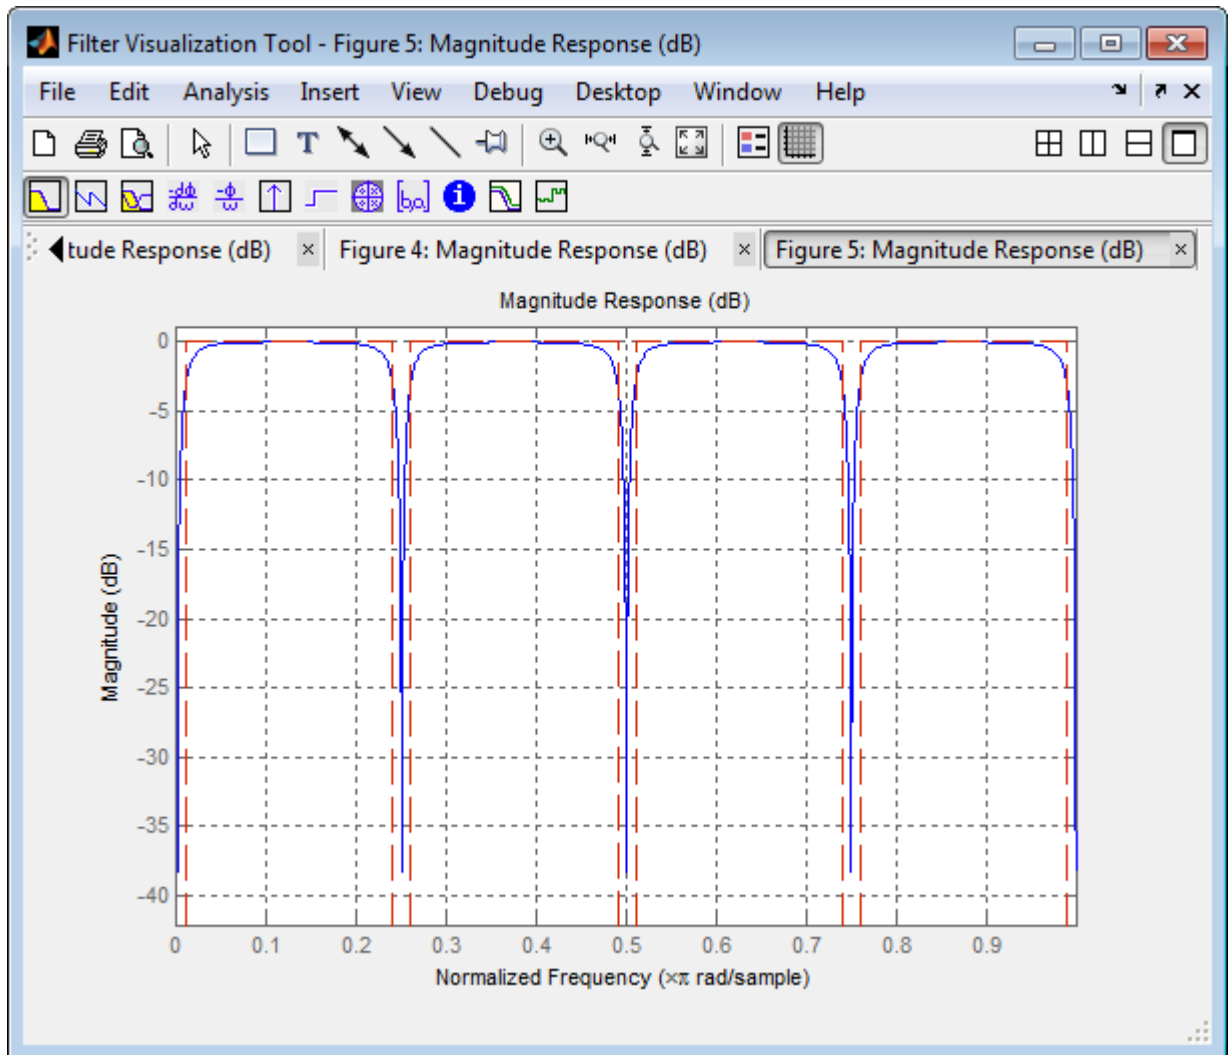 Filter Visualization Tool - Figure 5: Magnitude Response (dB)
File Edit Analysis Insert View Debug Desktop Window Help
tude Response (dB) Figure 4: Magnitude Response (dB) Figure 5: Magnitude Response (dB)
Magnitude Response (dB)
0
-5
-10
-15
-20
-25
-30
-35
-40
Magnitude (dB)
0 0.1 0.2 0.3 0.4 0.5 0.6 0.7 0.8 0.9
Normalized Frequency (×π rad/sample)